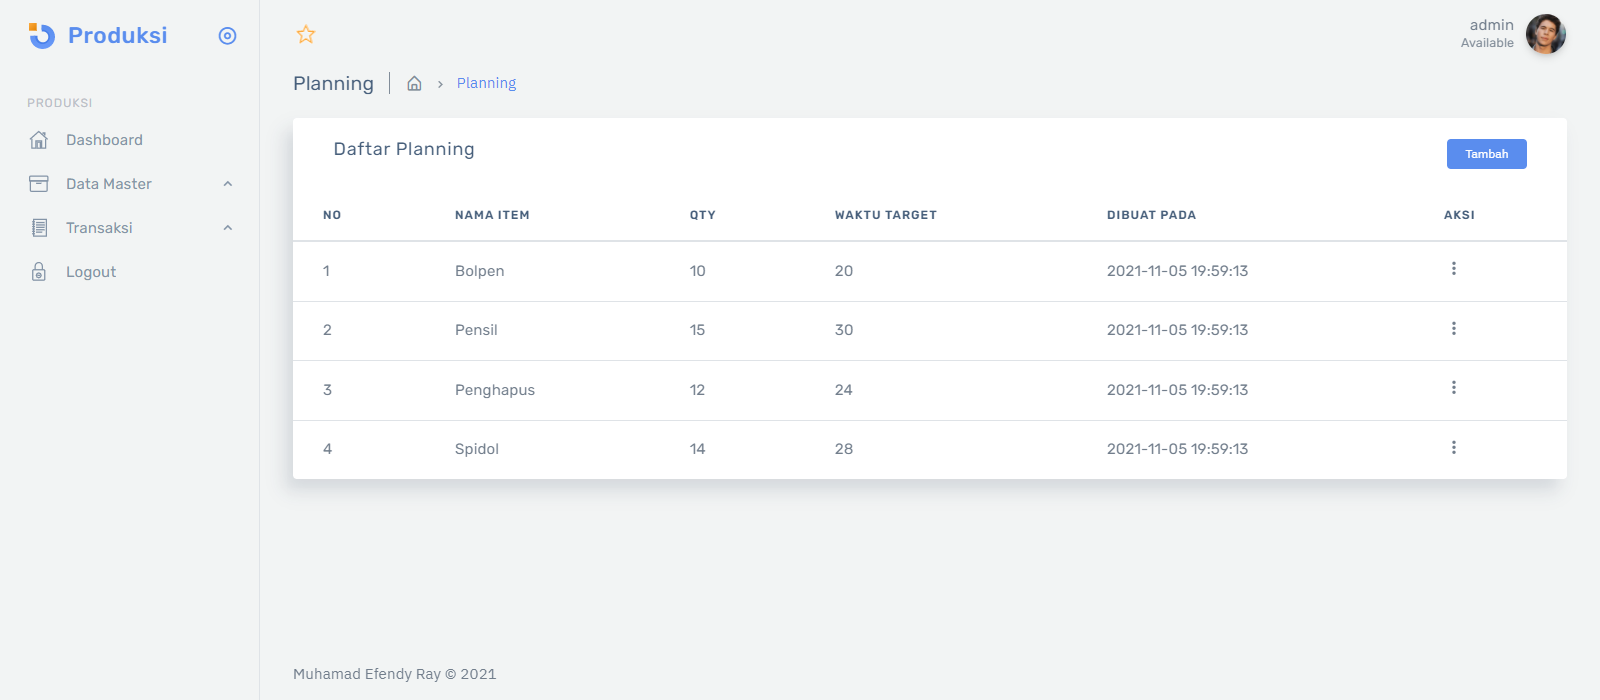 Produksi
admin
Available
Planning
Planning
PRODUKSI
Dashboard
Data Master
Transaksi
Logout
Daftar Planning
Tambah
NO NAMA ITEM QTY WAKTU TARGET DIBUAT PADA AKSI
1 Bolpen 10 20 2021-11-05 19:59:13
2 Pensil 15 30 2021-11-05 19:59:13
3 Penghapus 12 24 2021-11-05 19:59:13
4 Spidol 14 28 2021-11-05 19:59:13
Muhamad Efendy Ray © 2021